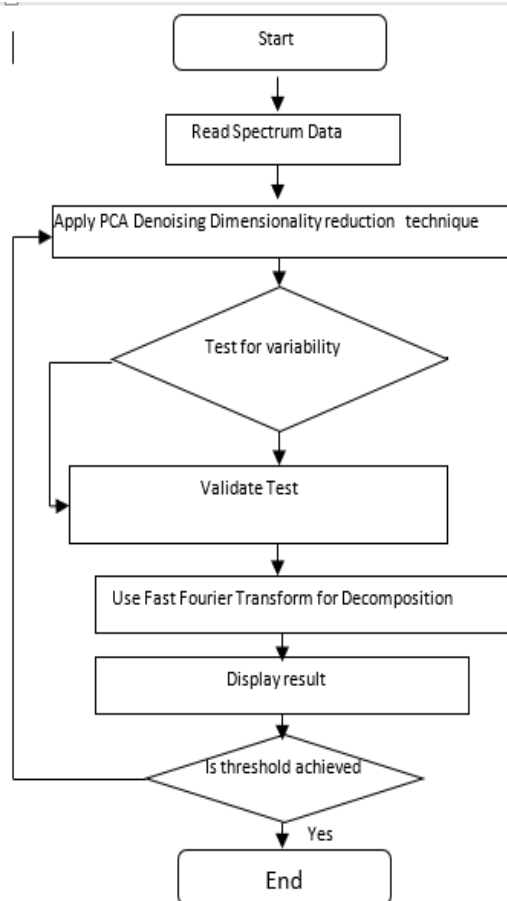 Start
Read Spectrum Data
Apply PCA Denoising Dimensionality reduction technique
Test for variability
Validate Test
Use Fast Fourier Transform for Decomposition
Display result
Is threshold achieved
Yes
End